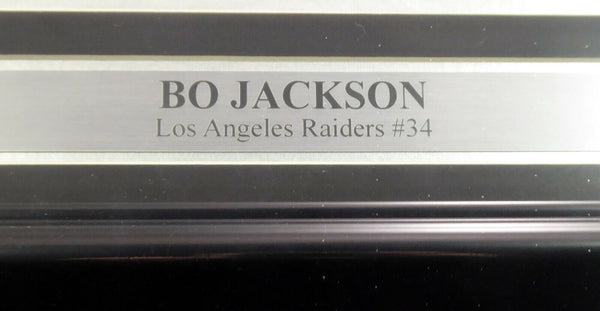 BO JACKSON
Los Angeles Raiders #34